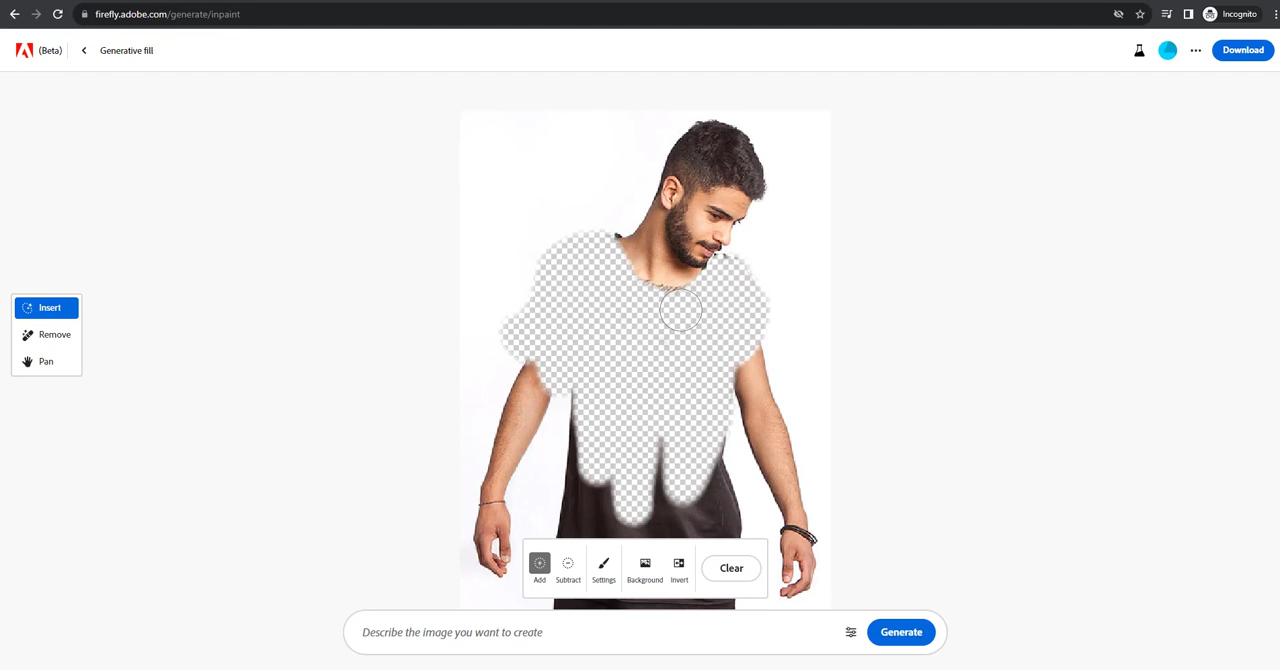 firefly.adobe.com/generate/inpaint
Incognito
(Beta)
Generative fill
Download
Insert
Remove
Pan
Add
Subtract
Settings
Background
Invert
Clear
Describe the image you want to create
Generate